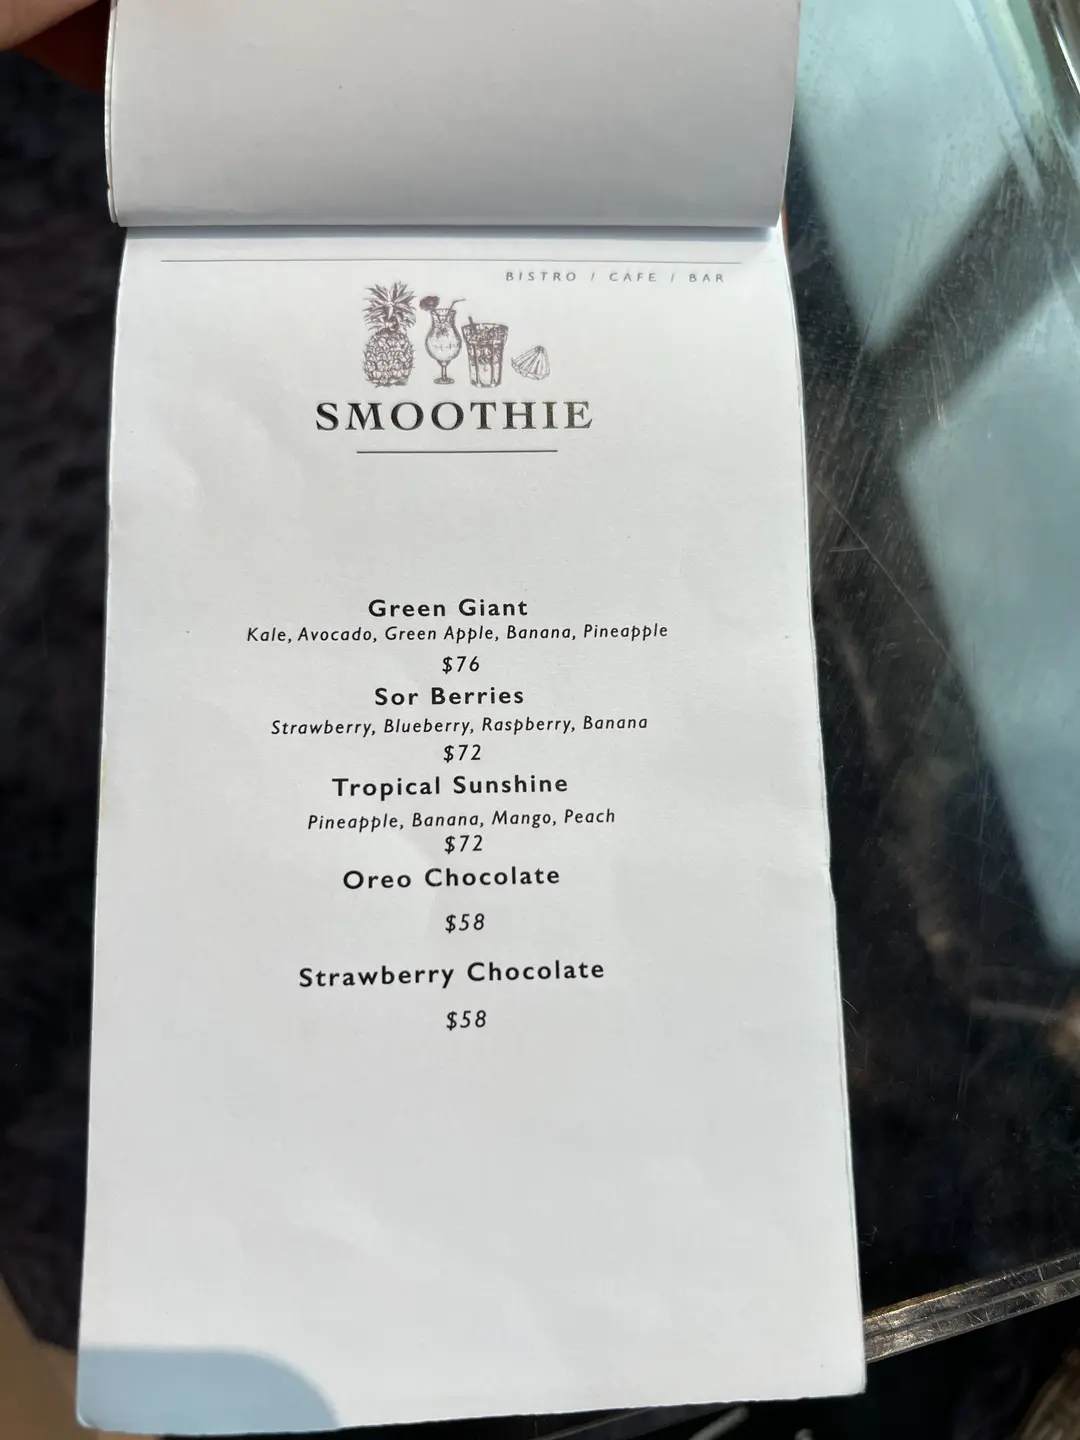 BISTRO / CAFE / BAR
SMOOTHIE
Green Giant
Kale, Avocado, Green Apple, Banana, Pineapple
$76
Sor Berries
Strawberry, Blueberry, Raspberry, Banana
$72
Tropical Sunshine
Pineapple, Banana, Mango, Peach
$72
Oreo Chocolate
$58
Strawberry Chocolate
$58